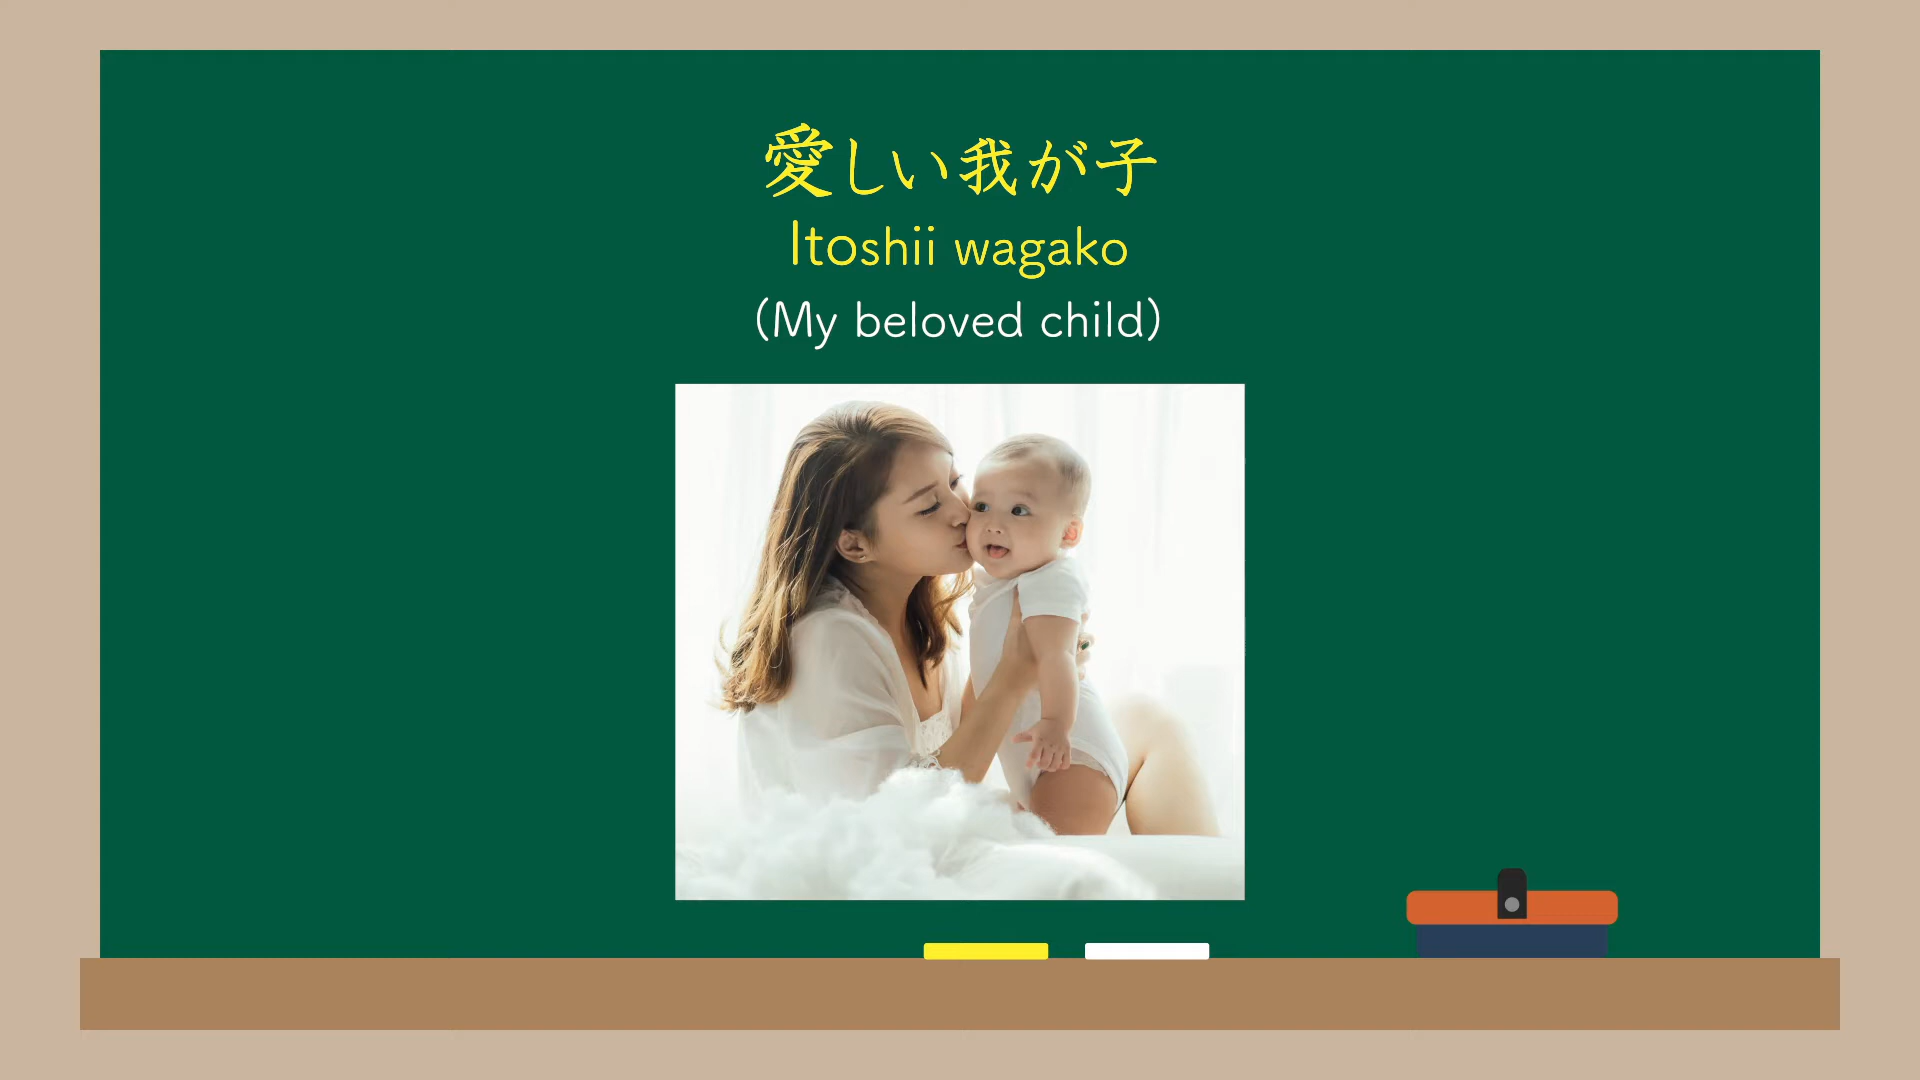 愛しい我が子
Itoshii wagako
(My beloved child)